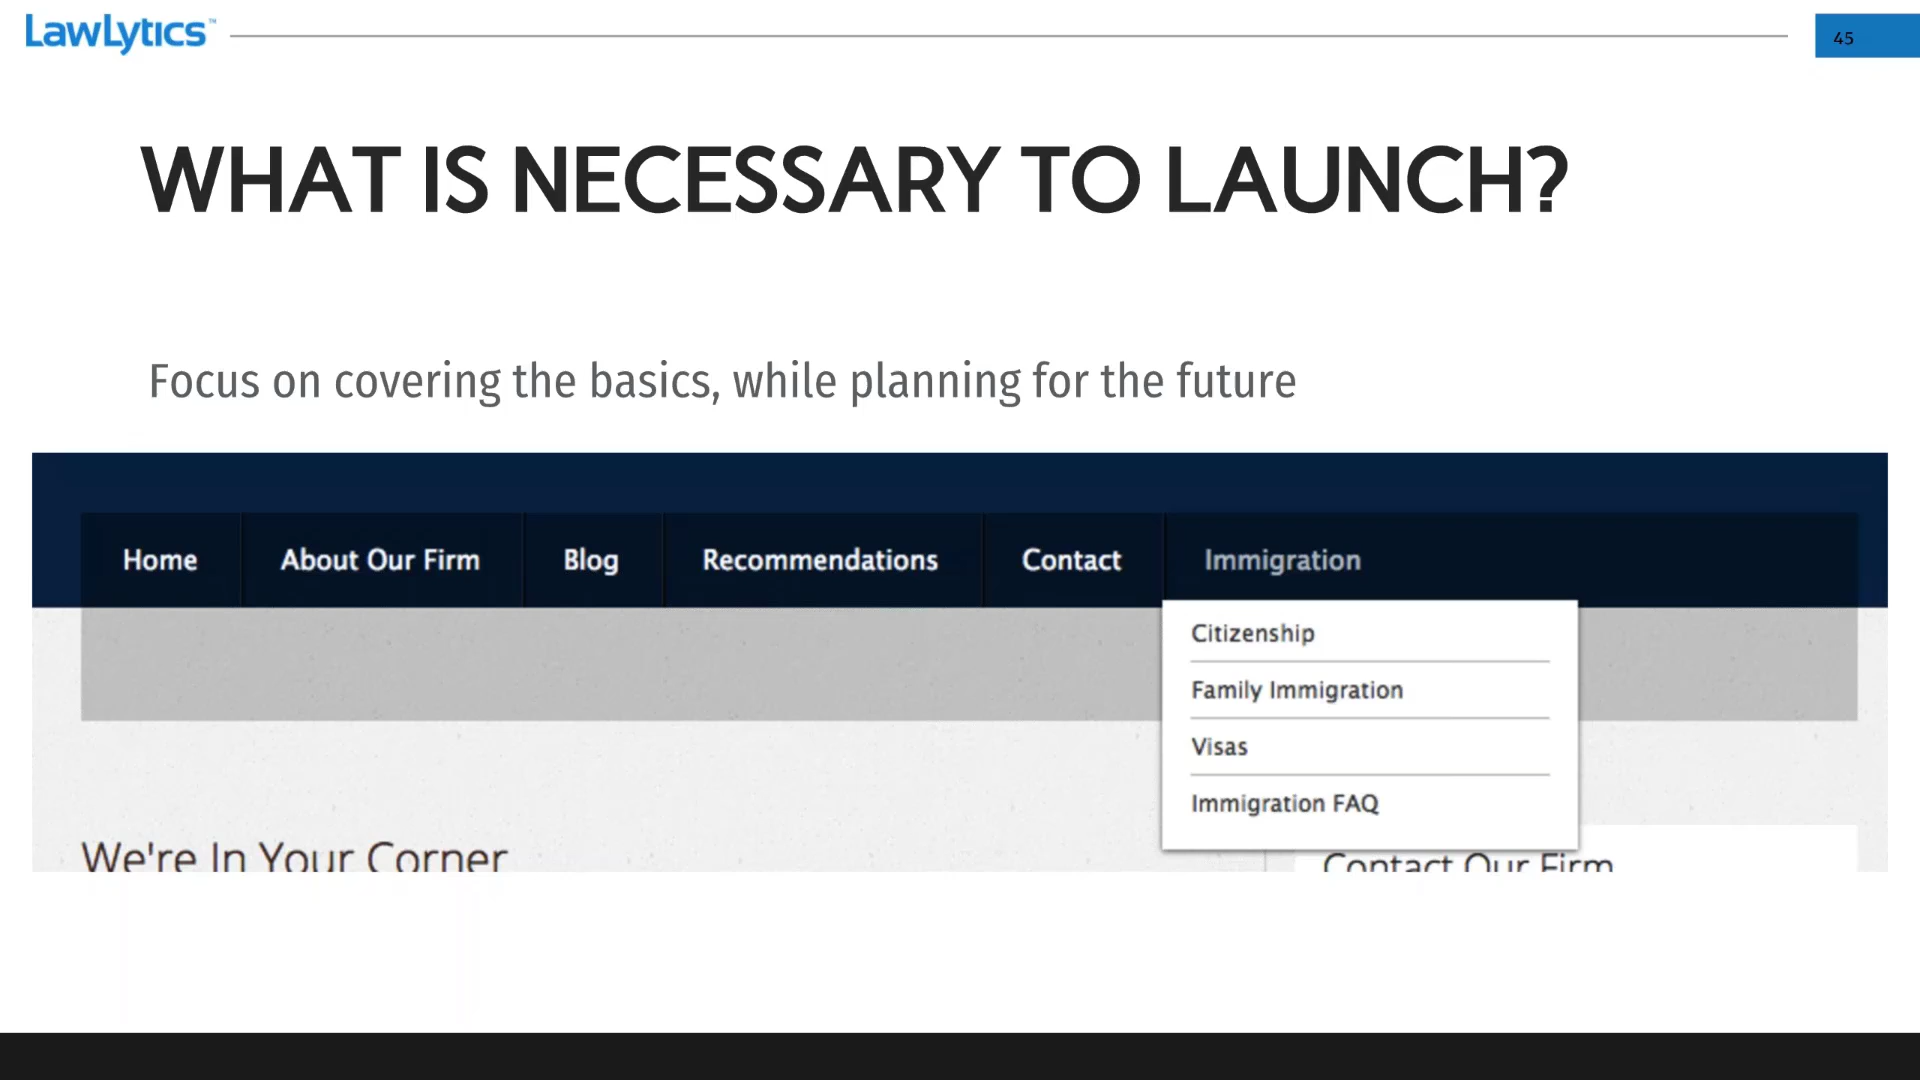 LawLytics™
45
WHAT IS NECESSARY TO LAUNCH?
Focus on covering the basics, while planning for the future
Home About Our Firm Blog Recommendations Contact Immigration
Citizenship
Family Immigration
Visas
Immigration FAQ
We're In Your Corner
Contact Our Firm